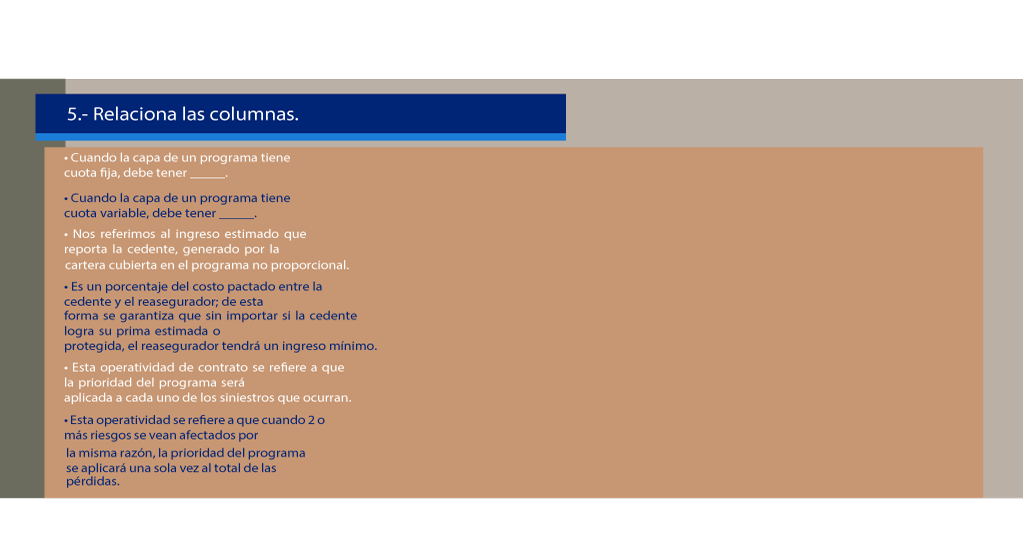 5.- Relaciona las columnas.
• Cuando la capa de un programa tiene
cuota fija, debe tener _____.
• Cuando la capa de un programa tiene
cuota variable, debe tener _____.
• Nos referimos al ingreso estimado que
reporta la cedente, generado por la
cartera cubierta en el programa no proporcional.
• Es un porcentaje del costo pactado entre la
cedente y el reasegurador; de esta
forma se garantiza que sin importar si la cedente
logra su prima estimada o
protegida, el reasegurador tendrá un ingreso mínimo.
• Esta operatividad de contrato se refiere a que
la prioridad del programa será
aplicada a cada uno de los siniestros que ocurran.
• Esta operatividad se refiere a que cuando 2 o
más riesgos se vean afectados por
la misma razón, la prioridad del programa
se aplicará una sola vez al total de las
pérdidas.